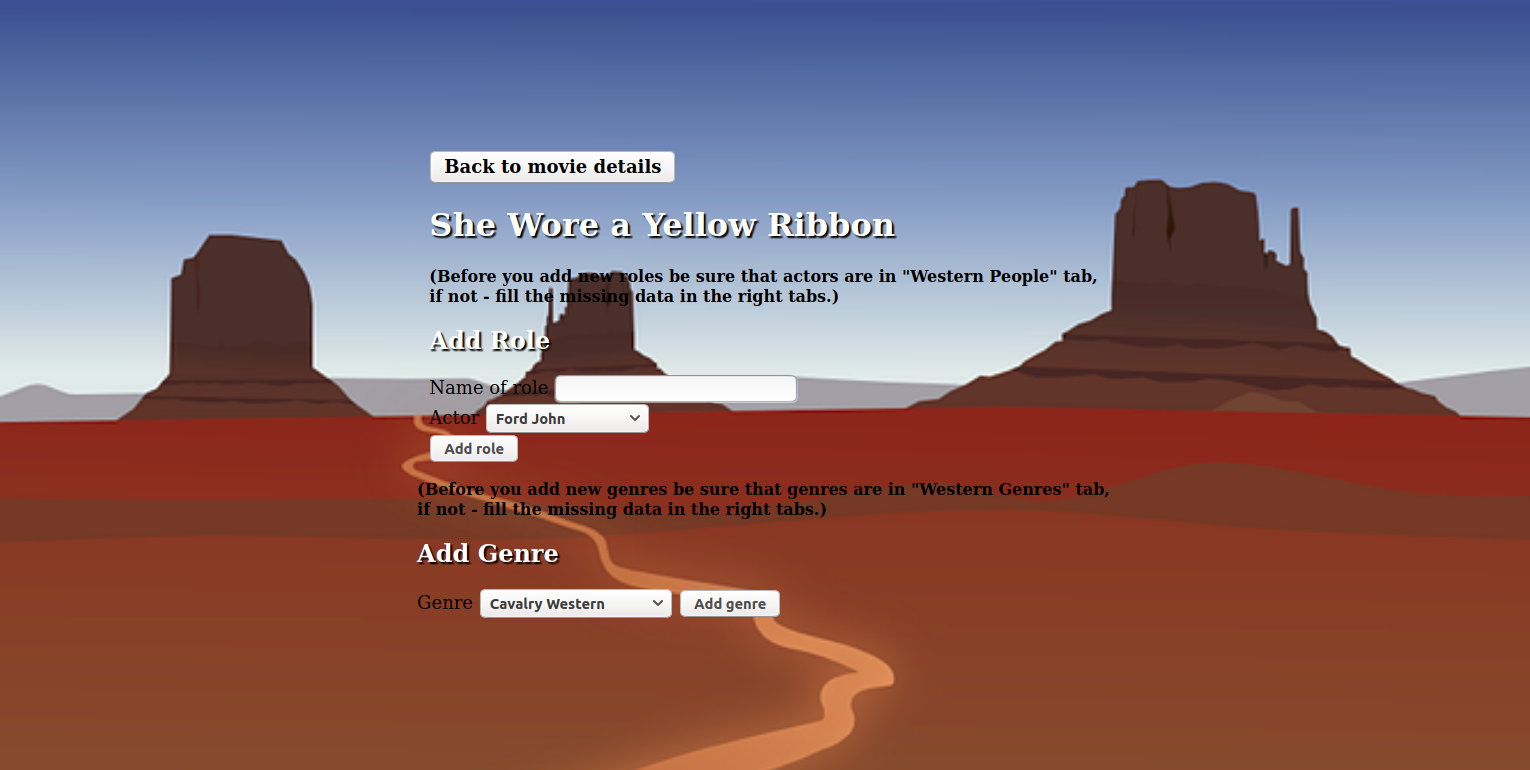 Back to movie details
She Wore a Yellow Ribbon
(Before you add new roles be sure that actors are in "Western People" tab,
if not - fill the missing data in the right tabs.)
Add Role
Name of role
Actor Ford John
Add role
(Before you add new genres be sure that genres are in "Western Genres" tab,
if not - fill the missing data in the right tabs.)
Add Genre
Genre Cavalry Western Add genre